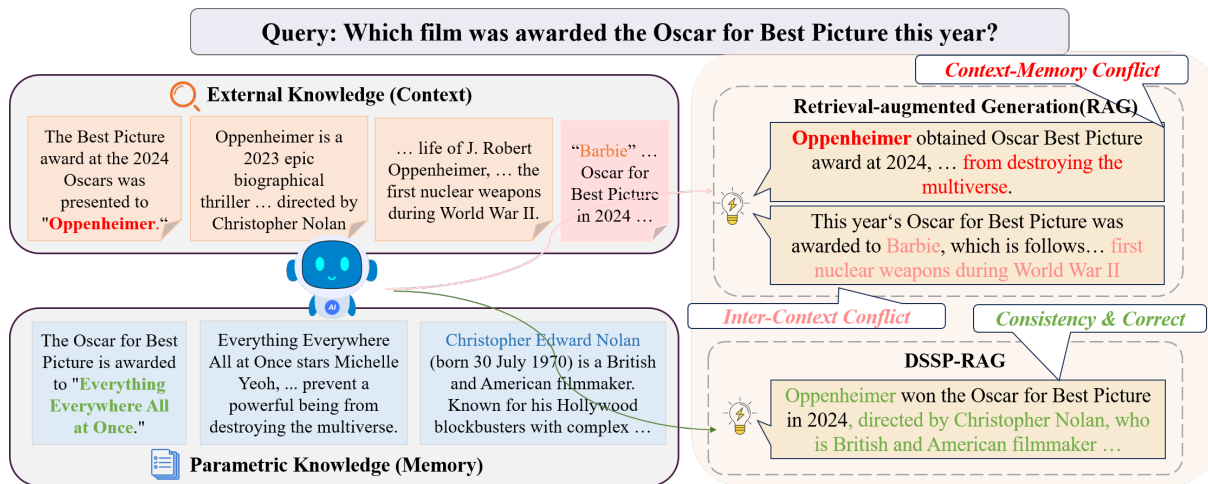 Query: Which film was awarded the Oscar for Best Picture this year?
External Knowledge (Context)
The Best Picture
award at the 2024
Oscars was
presented to
"Oppenheimer.“
Oppenheimer is a
2023 epic
biographical
thriller … directed by
Christopher Nolan
… life of J. Robert
Oppenheimer, … the
first nuclear weapons
during World War II.
“Barbie” …
Oscar for
Best Picture
in 2024 …
AI
The Oscar for Best
Picture is awarded
to "Everything
Everywhere All
at Once."
Everything Everywhere
All at Once stars Michelle
Yeoh, ... prevent a
powerful being from
destroying the multiverse.
Christopher Edward Nolan
(born 30 July 1970) is a British
and American filmmaker.
Known for his Hollywood
blockbusters with complex …
Parametric Knowledge (Memory)
Context-Memory Conflict
Retrieval-augmented Generation(RAG)
Oppenheimer obtained Oscar Best Picture
award at 2024, … from destroying the
multiverse.
This year‘s Oscar for Best Picture was
awarded to Barbie, which is follows… first
nuclear weapons during World War II
Inter-Context Conflict
Consistency & Correct
DSSP-RAG
Oppenheimer won the Oscar for Best Picture
in 2024, directed by Christopher Nolan, who
is British and American filmmaker …